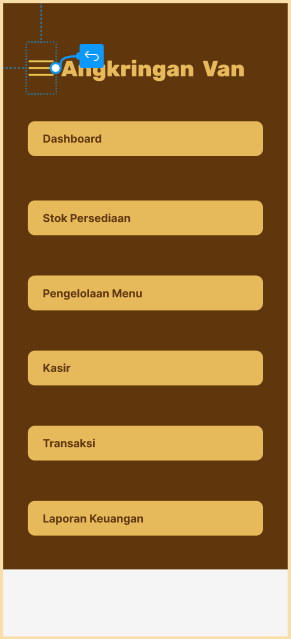 Angkringan Van
Dashboard
Stok Persediaan
Pengelolaan Menu
Kasir
Transaksi
Laporan Keuangan